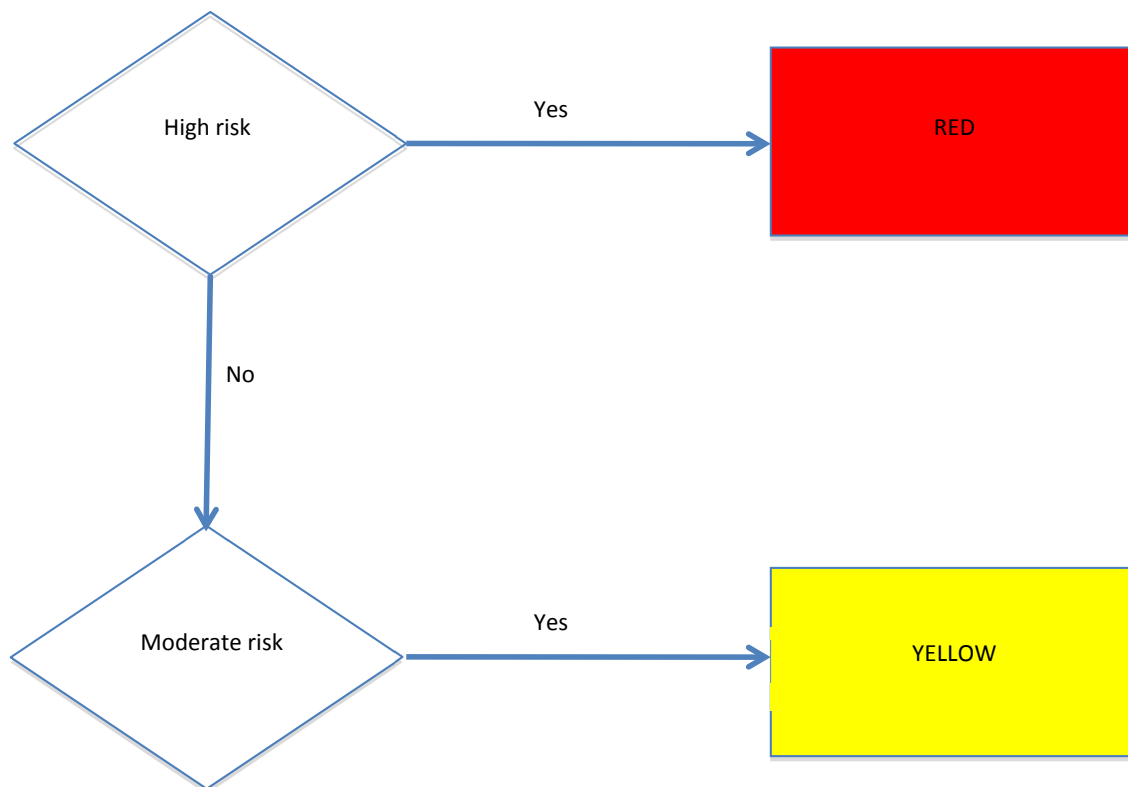 High risk
Yes
RED
No
Moderate risk
Yes
YELLOW